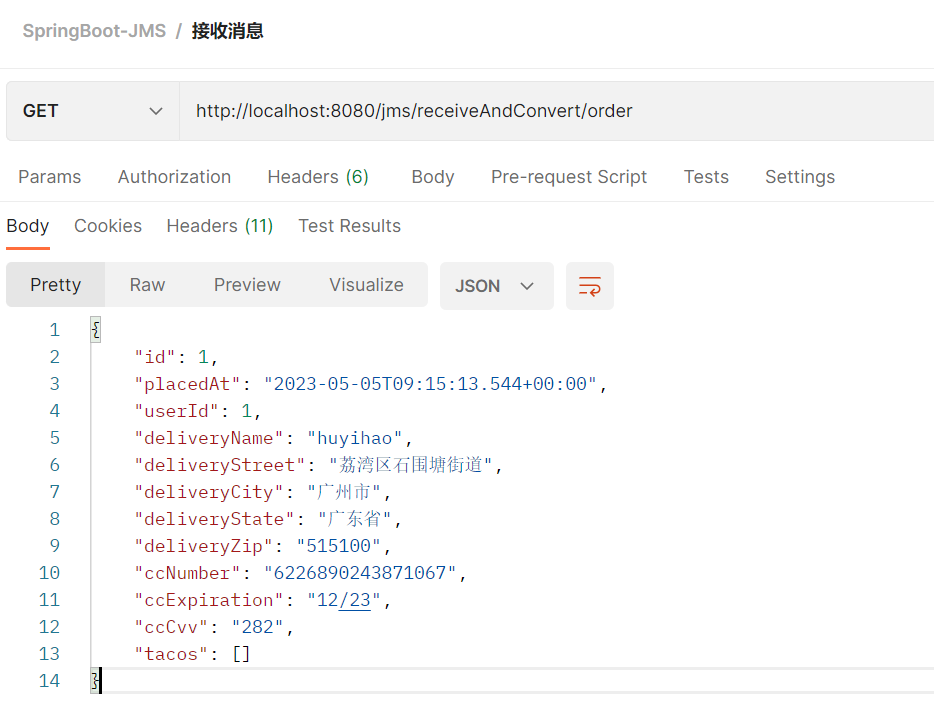 SpringBoot-JMS / 接收消息
GET http://localhost:8080/jms/receiveAndConvert/order
Params Authorization Headers (6) Body Pre-request Script Tests Settings
Body Cookies Headers (11) Test Results
Pretty Raw Preview Visualize JSON
1 {
2 "id": 1,
3 "placedAt": "2023-05-05T09:15:13.544+00:00",
4 "userId": 1,
5 "deliveryName": "huyihao",
6 "deliveryStreet": "荔湾区石围塘街道",
7 "deliveryCity": "广州市",
8 "deliveryState": "广东省",
9 "deliveryZip": "515100",
10 "ccNumber": "6226890243871067",
11 "ccExpiration": "12/23",
12 "ccCvv": "282",
13 "tacos": []
14 }